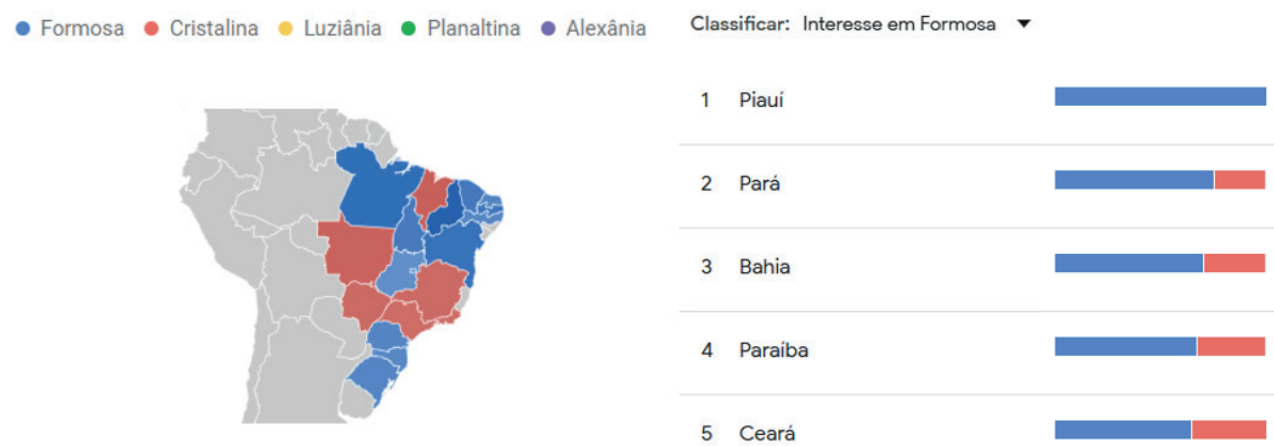 Formosa Cristalina Luziânia Planaltina Alexânia
Classificar: Interesse em Formosa
1 Piauí
2 Pará
3 Bahia
4 Paraíba
5 Ceará